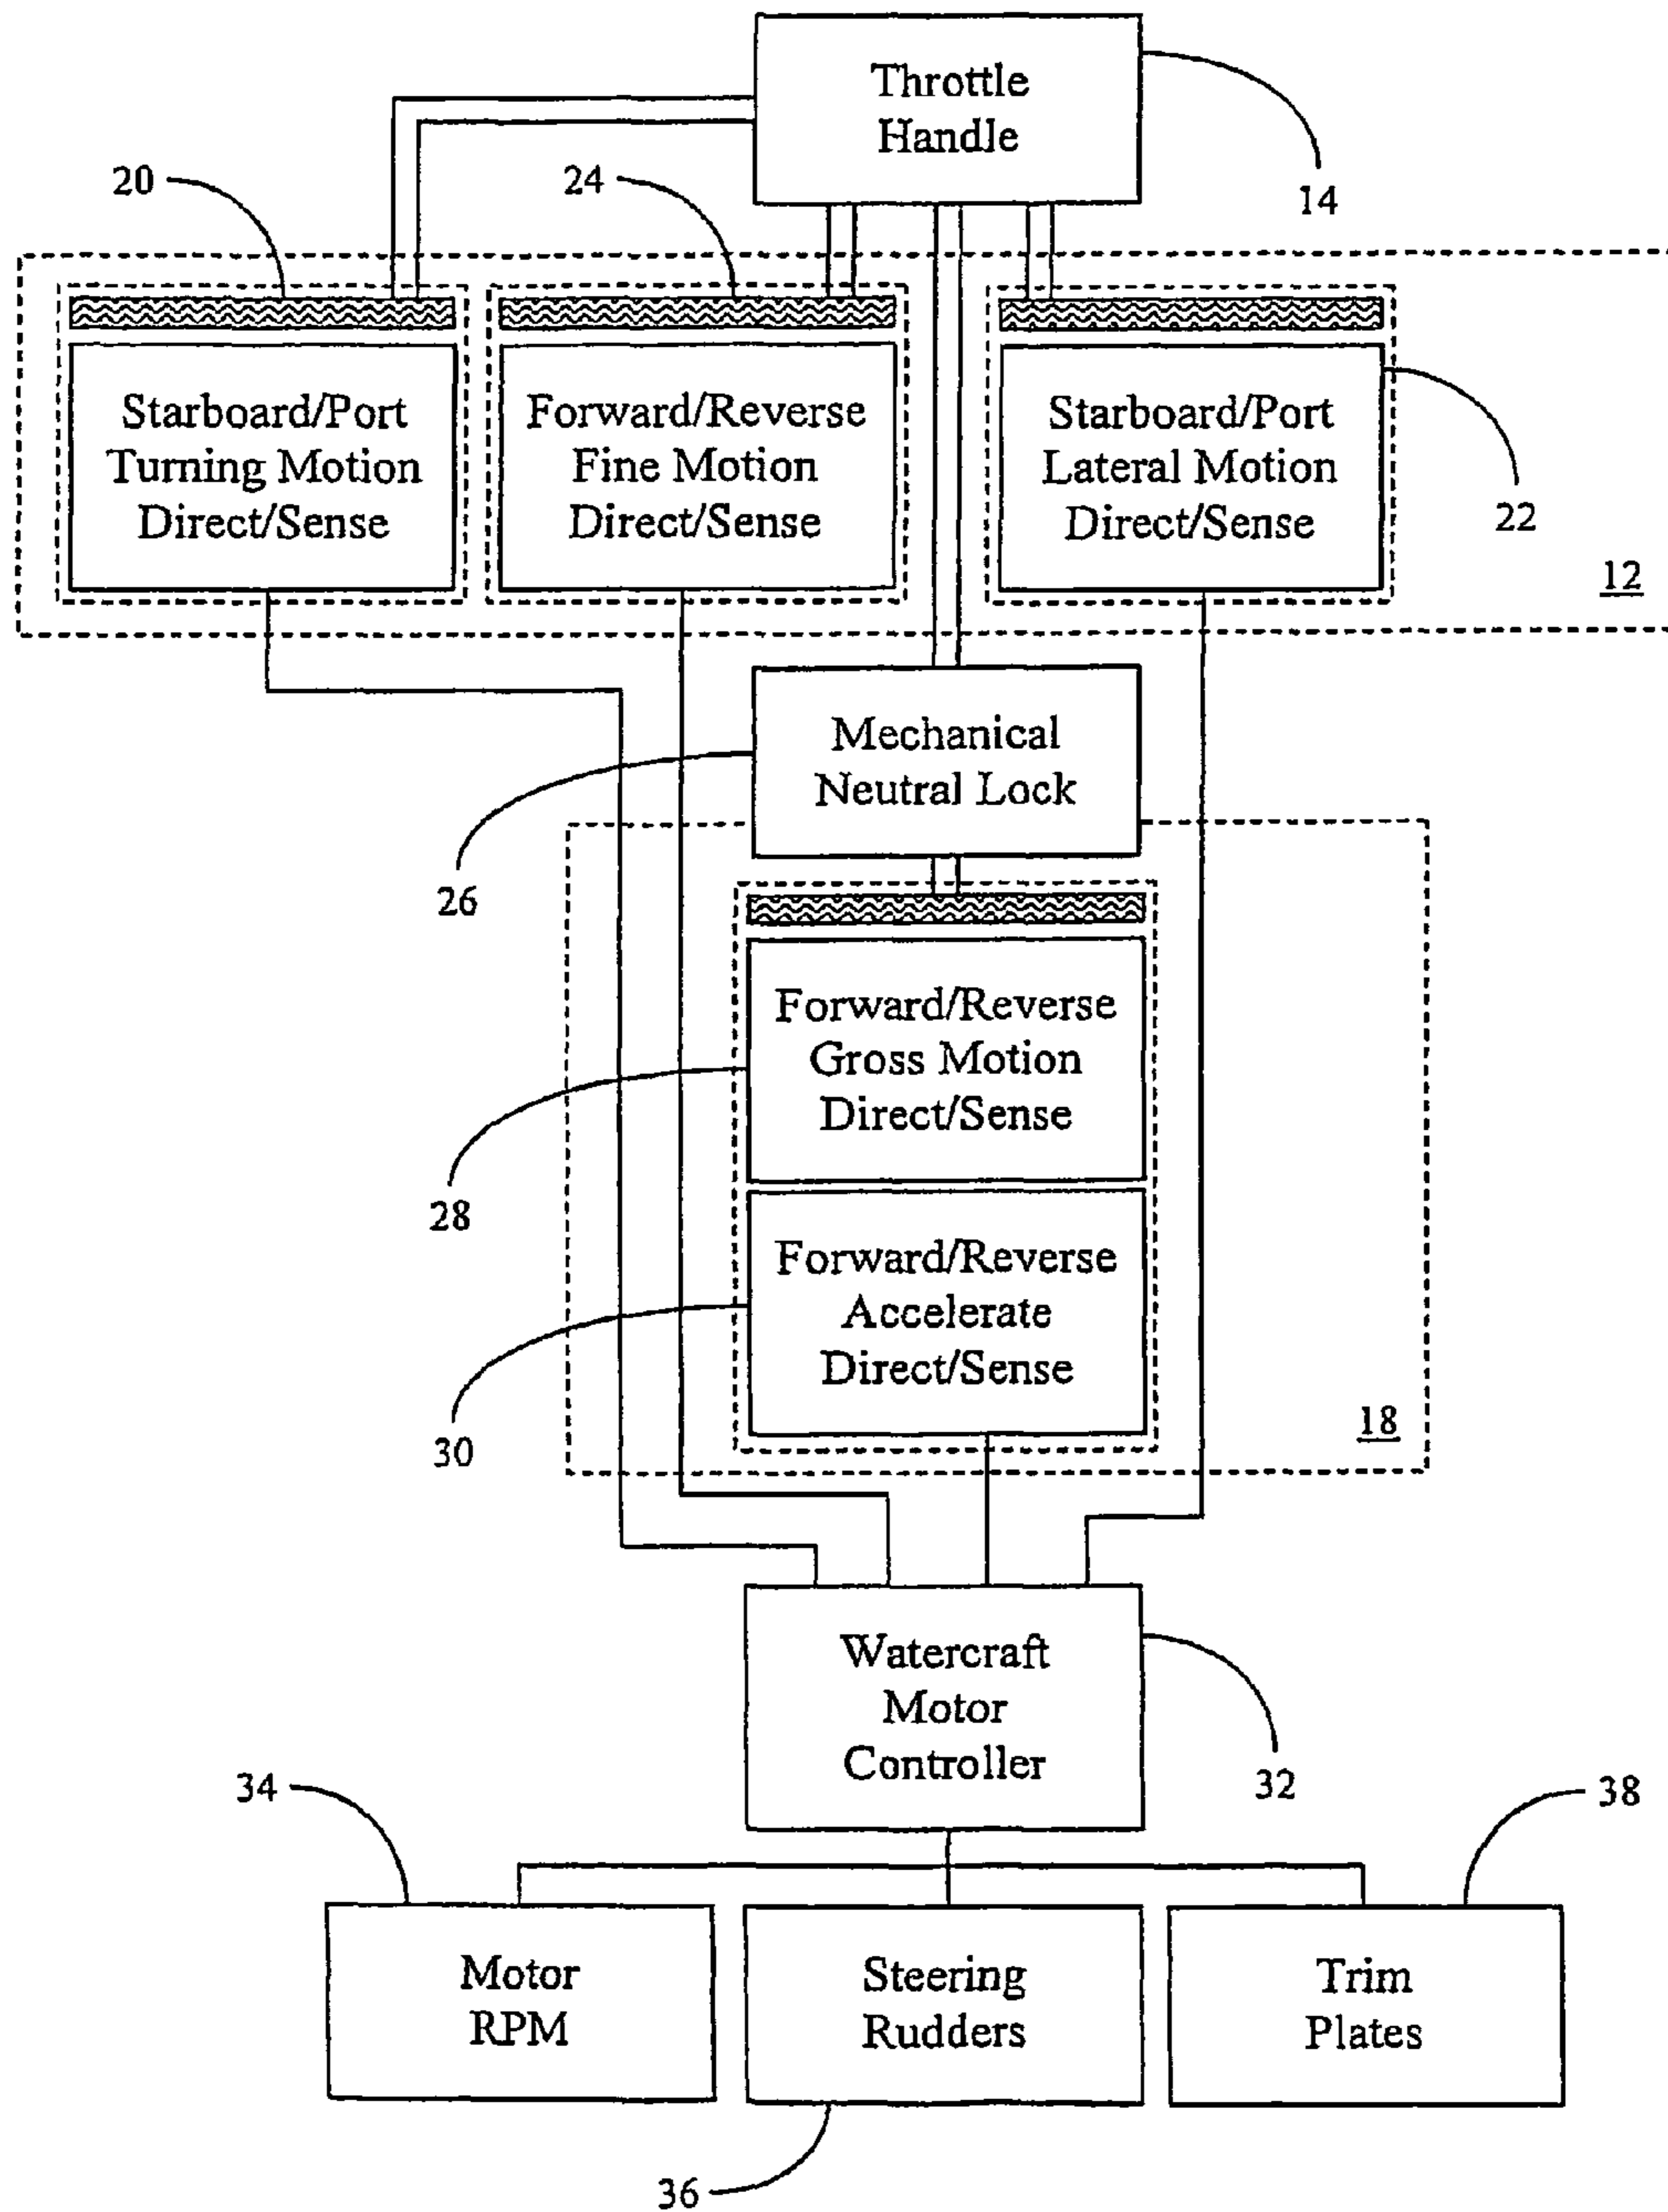 Throttle
Handle
14
20
24
Starboard/Port
Turning Motion
Direct/Sense
Forward/Reverse
Fine Motion
Direct/Sense
Starboard/Port
Lateral Motion
Direct/Sense
22
12
Mechanical
Neutral Lock
26
Forward/Reverse
Gross Motion
Direct/Sense
28
Forward/Reverse
Accelerate
Direct/Sense
30
18
Watercraft
Motor
Controller
32
34
38
Motor
RPM
Steering
Rudders
Trim
Plates
36